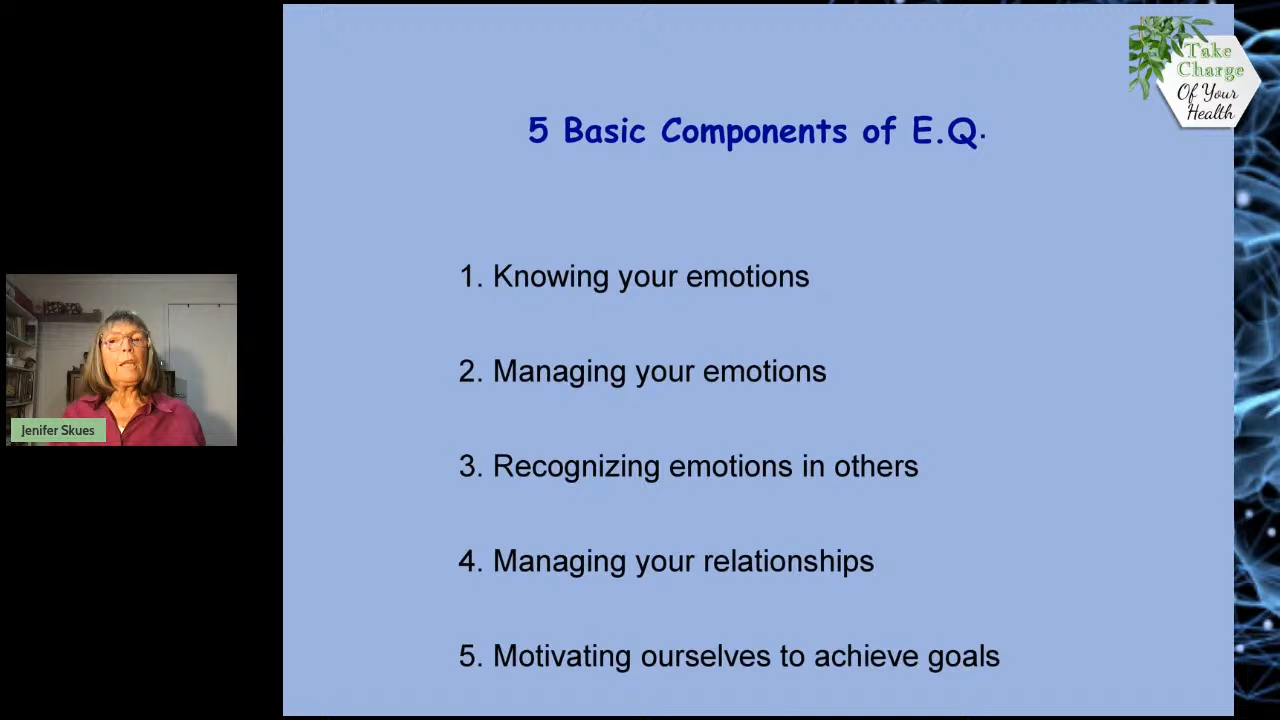 Take
Charge
Of Your
Health
5 Basic Components of E.Q.
1. Knowing your emotions
2. Managing your emotions
3. Recognizing emotions in others
4. Managing your relationships
5. Motivating ourselves to achieve goals
Jenifer Skues